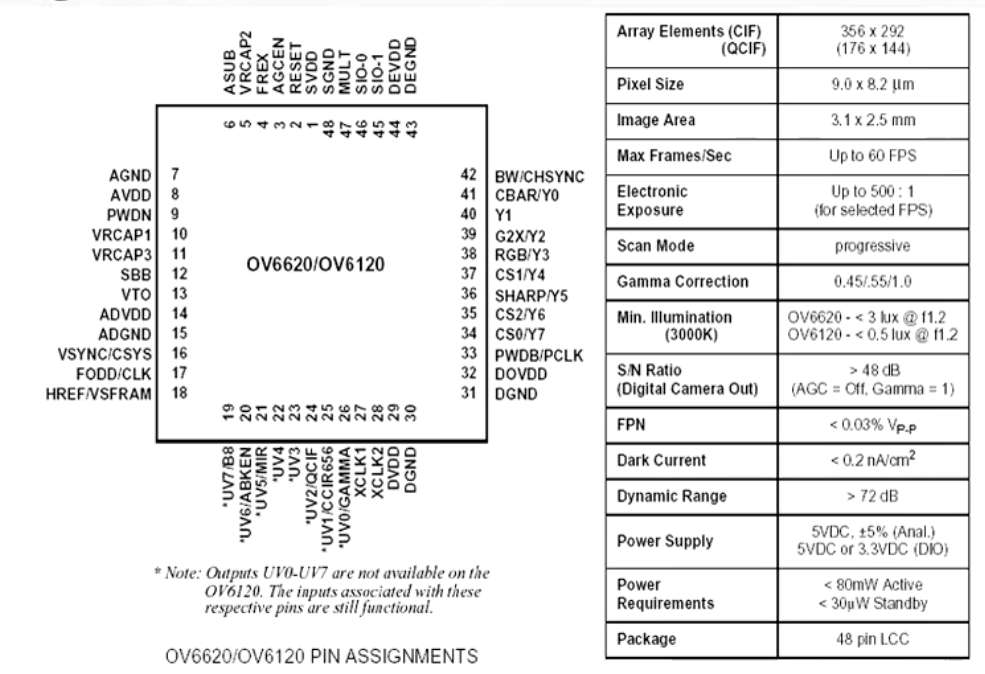 ASUB
VRCAP2
FREX
AGCEN
RESET
SVDD
SGND
MULT
SIO-0
SIO-1
DEVDD
DEGND
6 5 4 3 2 1 48 47 46 45 44 43
AGND 7
AVDD 8
PWDN 9
VRCAP1 10
VRCAP3 11
SBB 12
VTO 13
ADVDD 14
ADGND 15
VSYNC/CSYS 16
FODD/CLK 17
HREF/VSFRAM 18
OV6620/OV6120
42 BW/CHSYNC
41 CBAR/Y0
40 Y1
39 G2X/Y2
38 RGB/Y3
37 CS1/Y4
36 SHARP/Y5
35 CS2/Y6
34 CS0/Y7
33 PWDB/PCLK
32 DOVDD
31 DGND
19 20 21 22 23 24 25 26 27 28 29 30
*UV7/B8
*UV6/ABKEN
*UV5/MIR
*UV4
*UV3
*UV2/QCIF
*UV1/CCIR656
*UV0/GAMMA
XCLK1
XCLK2
DVDD
DGND
* Note: Outputs UV0-UV7 are not available on the
OV6120. The inputs associated with these
respective pins are still functional.
OV6620/OV6120 PIN ASSIGNMENTS
Array Elements (CIF) 356 x 292
(QCIF) (176 x 144)
Pixel Size 9.0 x 8.2 µm
Image Area 3.1 x 2.5 mm
Max Frames/Sec Up to 60 FPS
Electronic Up to 500 : 1
Exposure (for selected FPS)
Scan Mode progressive
Gamma Correction 0.45/.55/1.0
Min. Illumination OV6620 - < 3 lux @ f1.2
(3000K) OV6120 - < 0.5 lux @ f1.2
S/N Ratio > 48 dB
(Digital Camera Out) (AGC = Off, Gamma = 1)
FPN < 0.03% VP-P
Dark Current < 0.2 nA/cm²
Dynamic Range > 72 dB
Power Supply 5VDC, ±5% (Anal.)
5VDC or 3.3VDC (DIO)
Power < 80mW Active
Requirements < 30µW Standby
Package 48 pin LCC